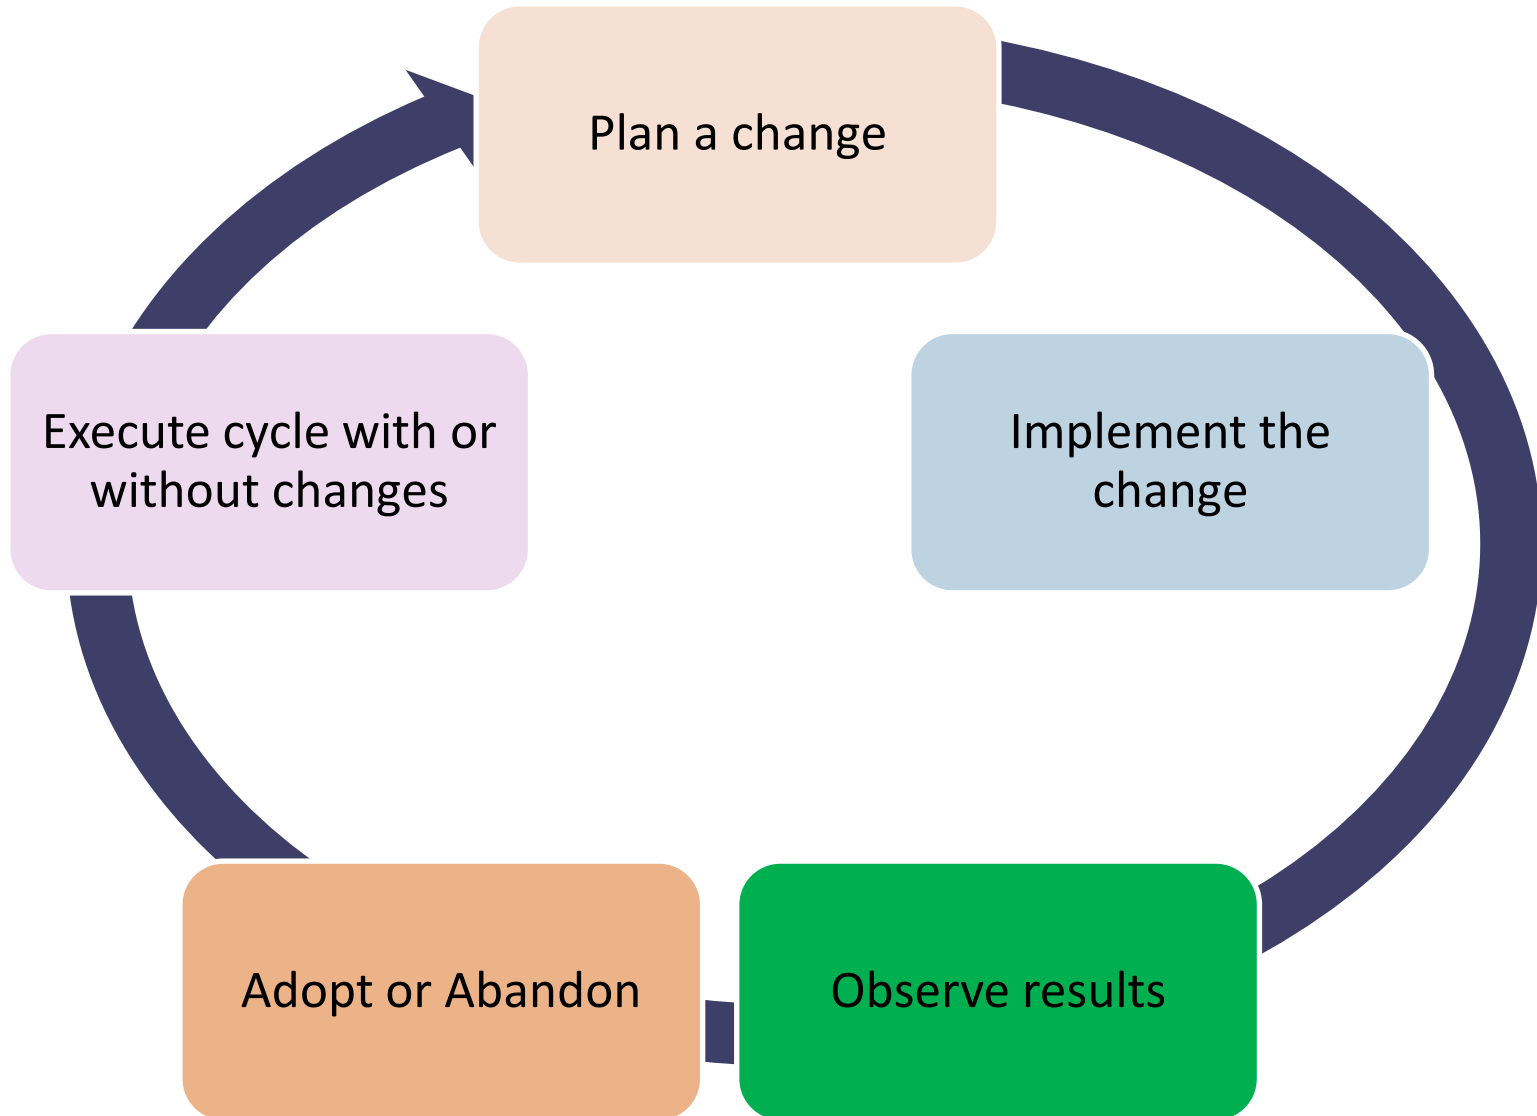 Plan a change
Implement the
change
Observe results
Adopt or Abandon
Execute cycle with or
without changes